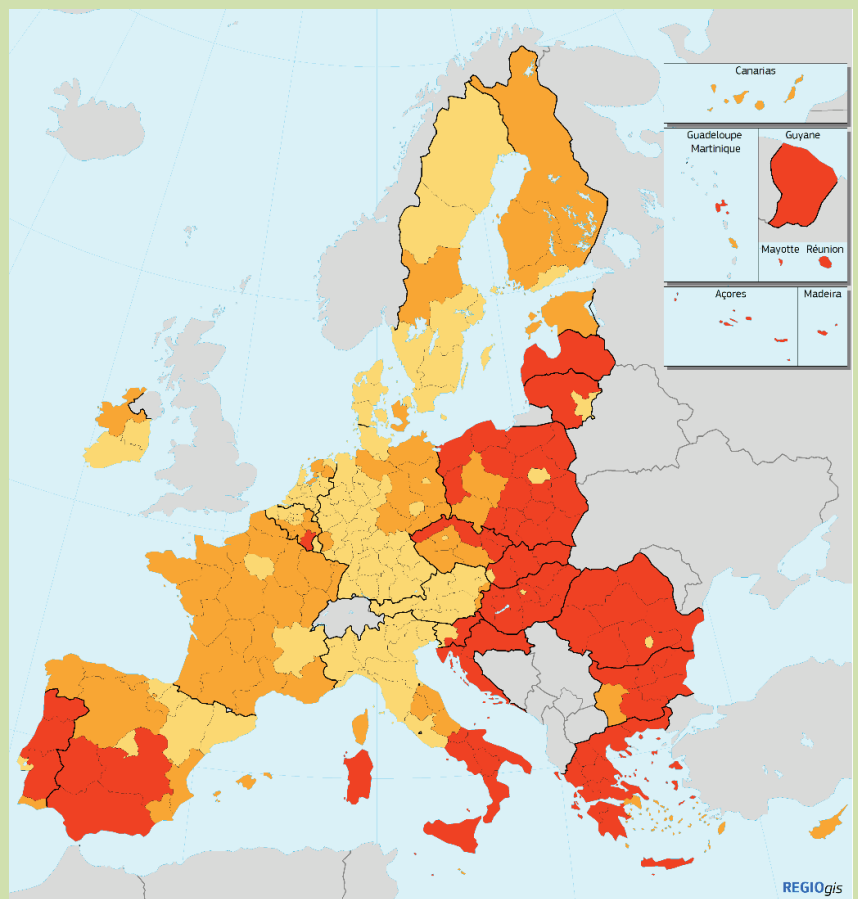 Canarias
Guadeloupe
Martinique
Guyane
Mayotte
Réunion
Açores
Madeira
REGIOgis